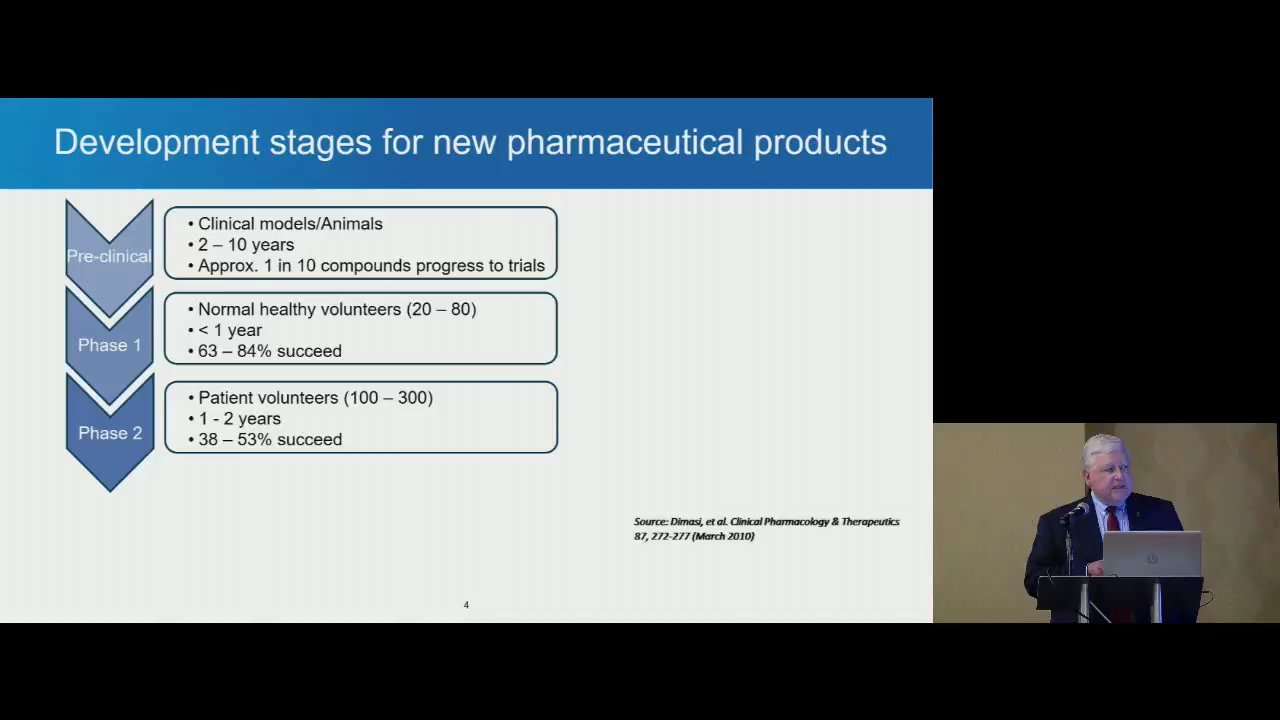 Development stages for new pharmaceutical products
Pre-clinical
• Clinical models/Animals
• 2 – 10 years
• Approx. 1 in 10 compounds progress to trials
Phase 1
• Normal healthy volunteers (20 – 80)
• < 1 year
• 63 – 84% succeed
Phase 2
• Patient volunteers (100 – 300)
• 1 - 2 years
• 38 – 53% succeed
Source: Dimasi, et al. Clinical Pharmacology & Therapeutics
87, 272-277 (March 2010)
4